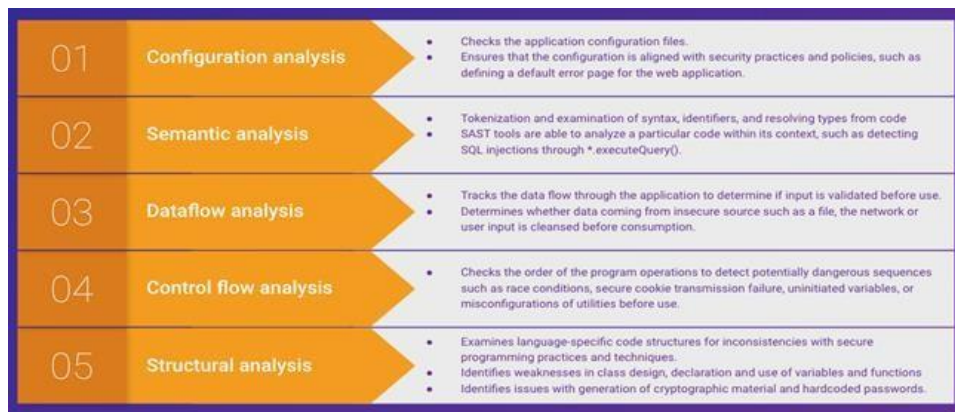 01
Configuration analysis
• Checks the application configuration files.
• Ensures that the configuration is aligned with security practices and policies, such as
defining a default error page for the web application.
02
Semantic analysis
• Tokenization and examination of syntax, identifiers, and resolving types from code
• SAST tools are able to analyze a particular code within its context, such as detecting
SQL injections through *.executeQuery().
03
Dataflow analysis
• Tracks the data flow through the application to determine if input is validated before use.
• Determines whether data coming from insecure source such as a file, the network or
user input is cleansed before consumption.
04
Control flow analysis
• Checks the order of the program operations to detect potentially dangerous sequences
such as race conditions, secure cookie transmission failure, uninitiated variables, or
misconfigurations of utilities before use.
05
Structural analysis
• Examines language-specific code structures for inconsistencies with secure
programming practices and techniques.
• Identifies weaknesses in class design, declaration and use of variables and functions
• Identifies issues with generation of cryptographic material and hardcoded passwords.